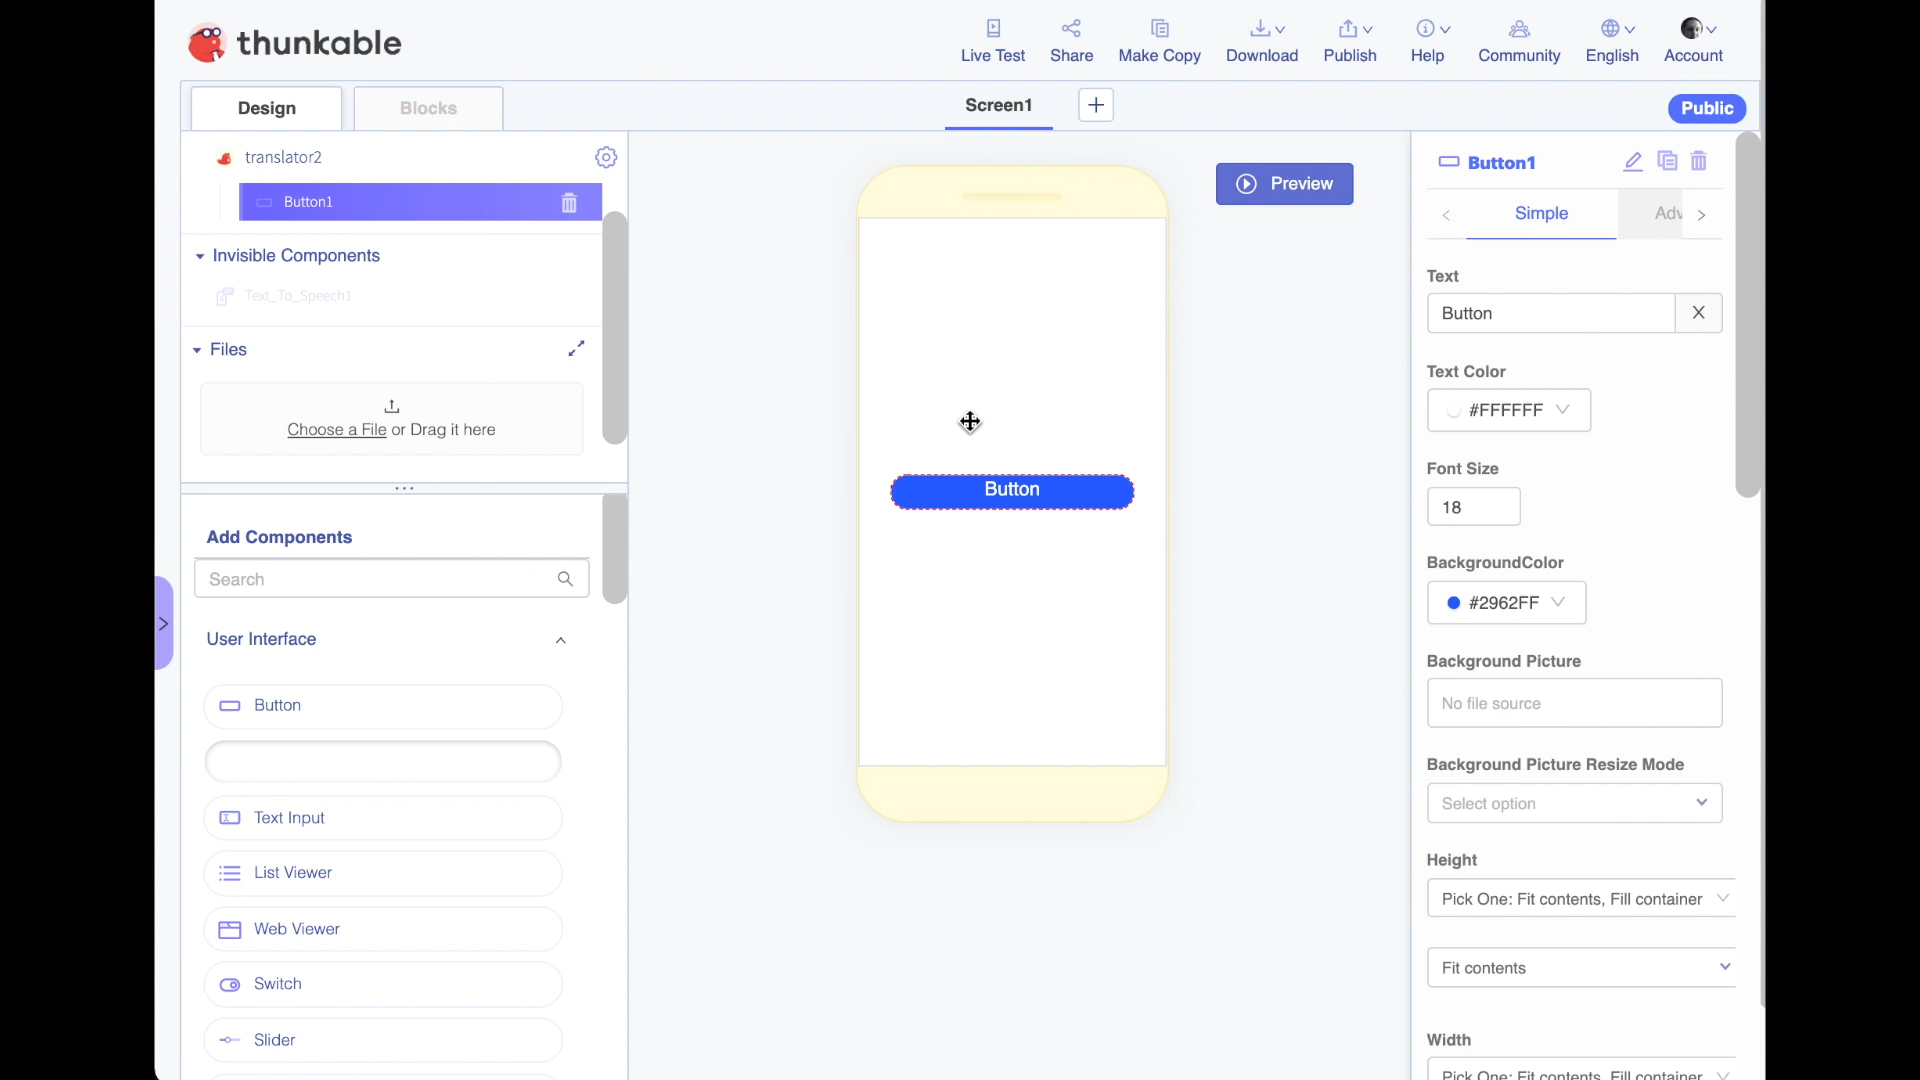 thunkable
Live Test
Share
Make Copy
Download
Publish
Help
Community
English
Account
Design
Blocks
Screen1
+
Public
translator2
Button1
Invisible Components
Text_To_Speech1
Files
Choose a File or Drag it here
Add Components
Search
User Interface
Button
Text Input
List Viewer
Web Viewer
Switch
Slider
Preview
Button
Button1
Simple
Adv
Text
Button
X
Text Color
#FFFFFF
Font Size
18
BackgroundColor
#2962FF
Background Picture
No file source
Background Picture Resize Mode
Select option
Height
Pick One: Fit contents, Fill container
Fit contents
Width
Pick One: Fit contents, Fill container